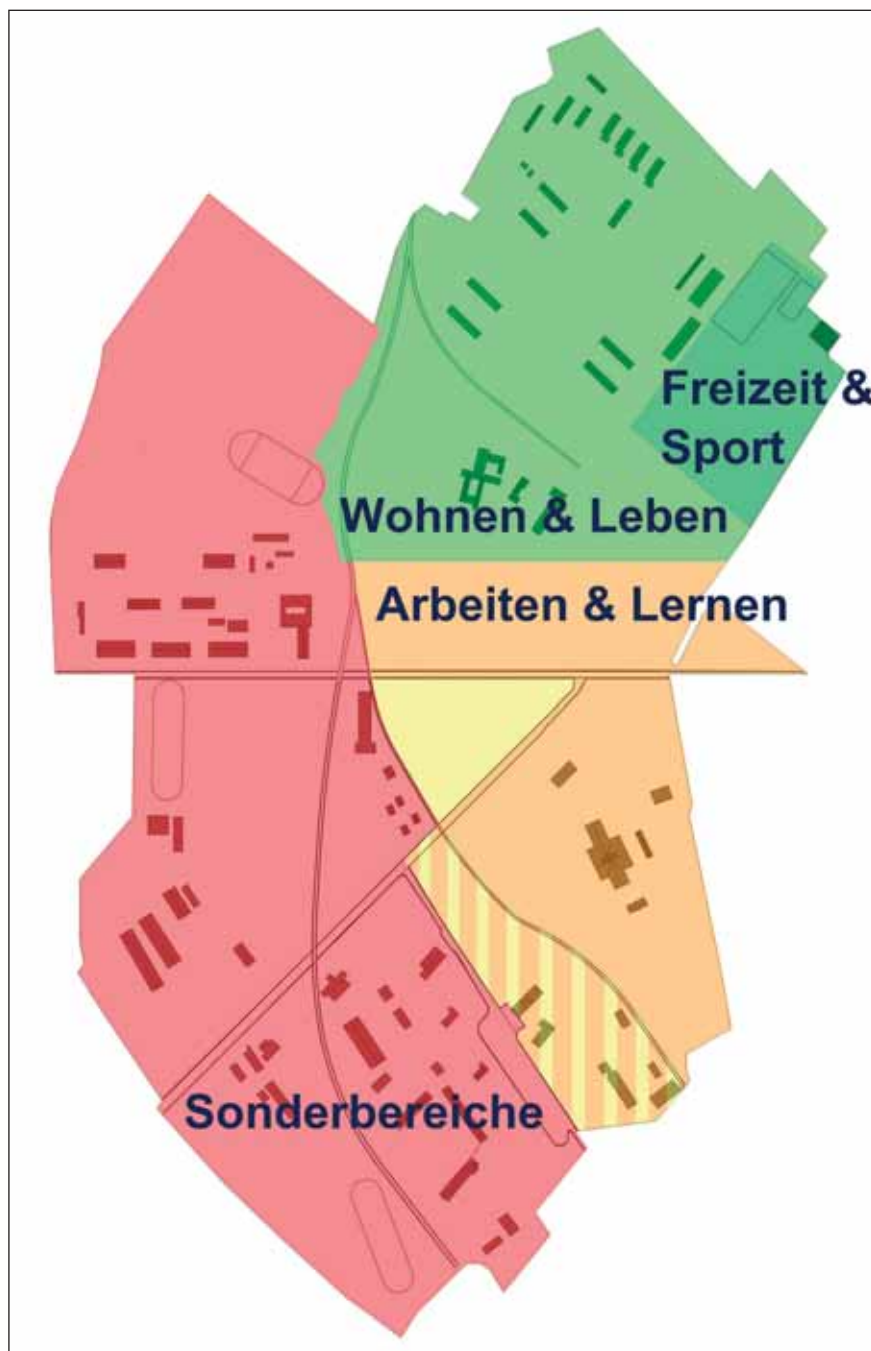 Freizeit &
Sport
Wohnen & Leben
Arbeiten & Lernen
Sonderbereiche